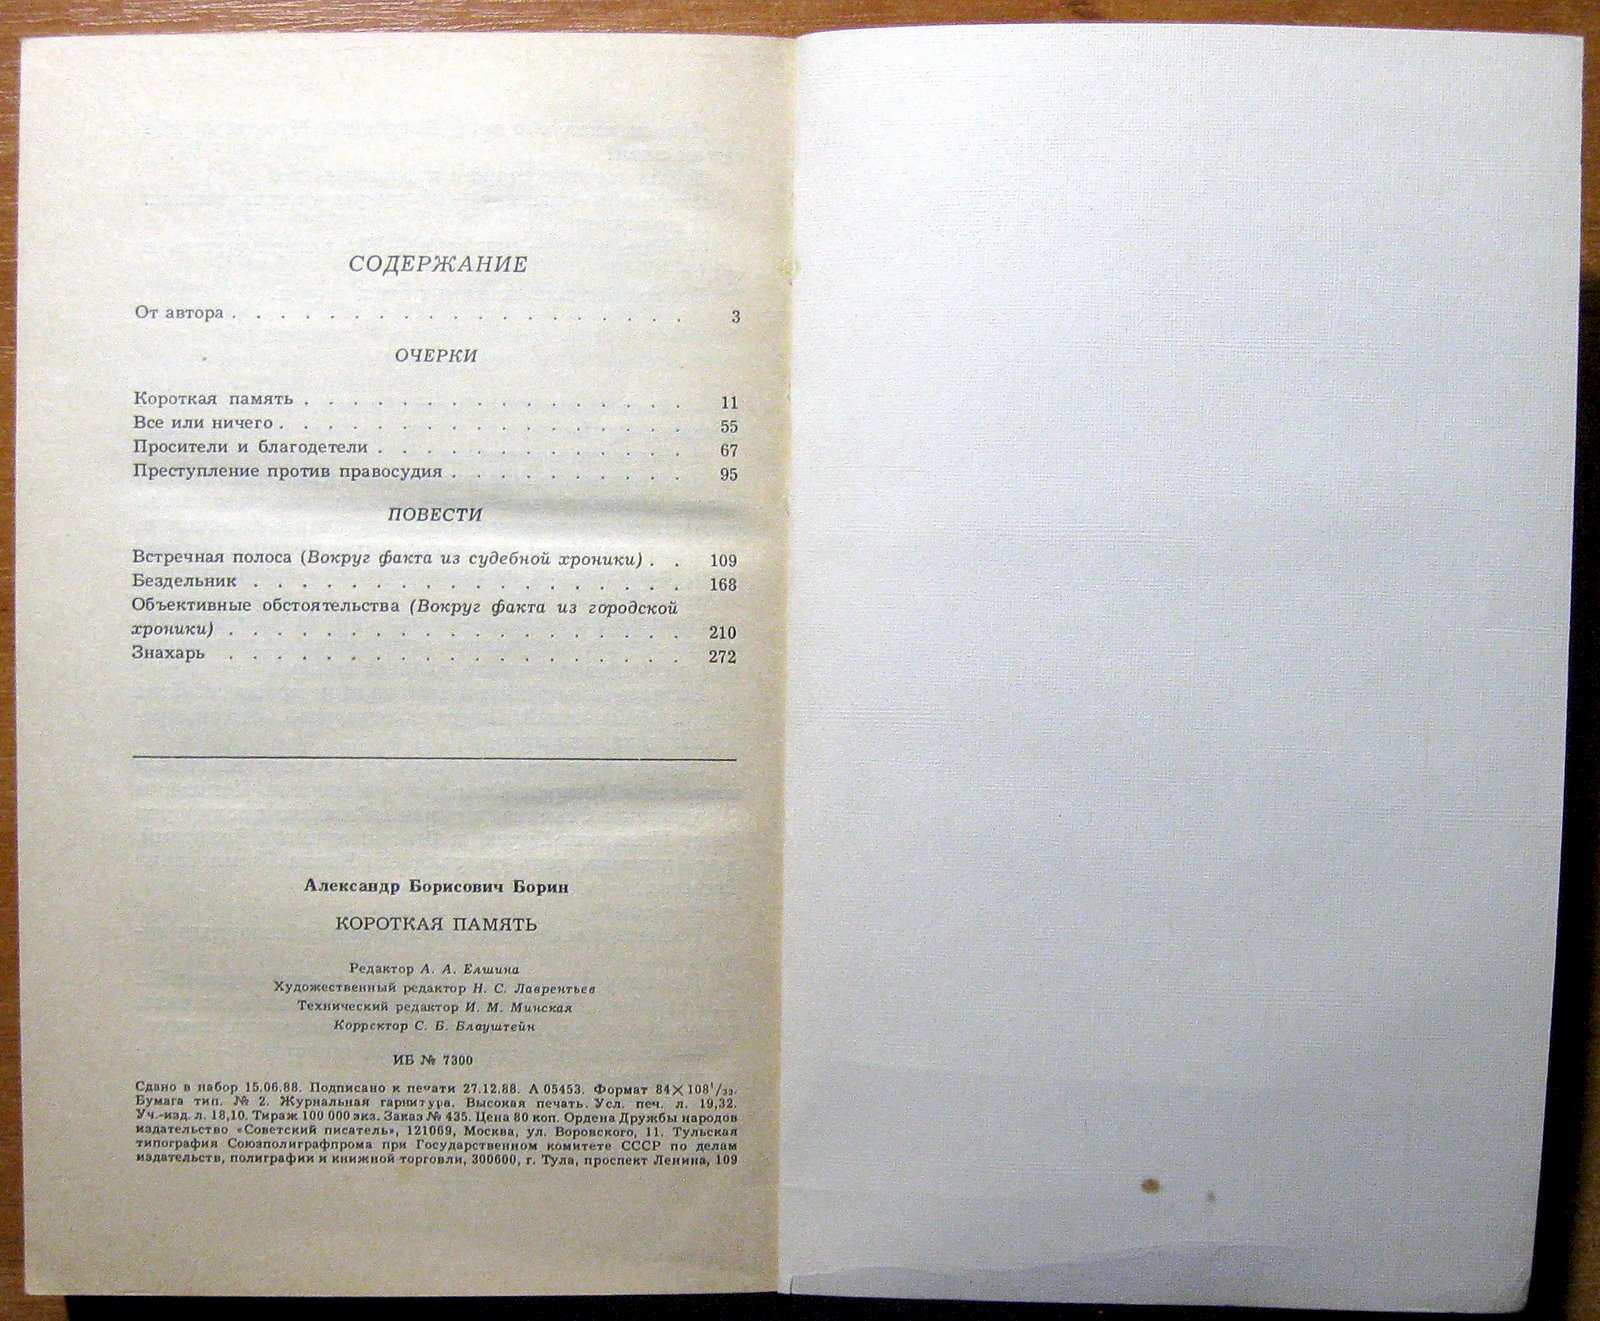 СОДЕРЖАНИЕ
От автора . . . . . . . . . . . . . . . . . . . 3
ОЧЕРКИ
Короткая память . . . . . . . . . . . . . . . . 11
Все или ничего . . . . . . . . . . . . . . . . . 55
Просители и благодетели . . . . . . . . . . . . . 67
Преступление против правосудия . . . . . . . . . . 95
ПОВЕСТИ
Встречная полоса (Вокруг факта из судебной хроники) . . 109
Бездельник . . . . . . . . . . . . . . . . . . 168
Объективные обстоятельства (Вокруг факта из городской
хроники) . . . . . . . . . . . . . . . . . . . 210
Знахарь . . . . . . . . . . . . . . . . . . . 272
Александр Борисович Борин
КОРОТКАЯ ПАМЯТЬ
Редактор А. А. Елшина
Художественный редактор Н. С. Лаврентьев
Технический редактор И. М. Минская
Корректор С. Б. Блауштейн
ИБ № 7300
Сдано в набор 15.06.88. Подписано к печати 27.12.88. А 05453. Формат 84×108¹/₃₂.
Бумага тип. № 2. Журнальная гарнитура. Высокая печать. Усл. печ. л. 19,32.
Уч.-изд. л. 18,10. Тираж 100 000 экз. Заказ № 435. Цена 80 коп. Ордена Дружбы народов
издательство «Советский писатель», 121069, Москва, ул. Воровского, 11. Тульская
типография Союзполиграфпрома при Государственном комитете СССР по делам
издательств, полиграфии и книжной торговли, 300600, г. Тула, проспект Ленина, 109